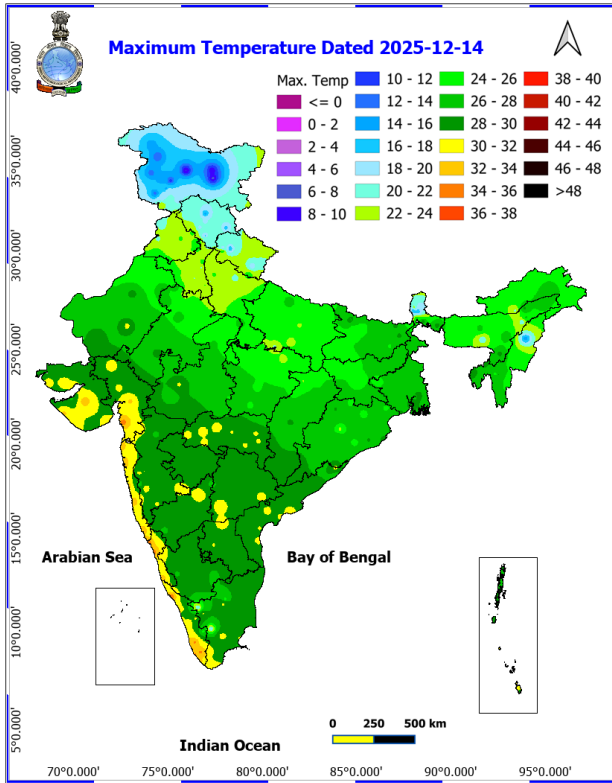 Maximum Temperature Dated 2025-12-14
Max. Temp
<= 0
0 - 2
2 - 4
4 - 6
6 - 8
8 - 10
10 - 12
12 - 14
14 - 16
16 - 18
18 - 20
20 - 22
22 - 24
24 - 26
26 - 28
28 - 30
30 - 32
32 - 34
34 - 36
36 - 38
38 - 40
40 - 42
42 - 44
44 - 46
46 - 48
>48
40°0.000'
35°0.000'
30°0.000'
25°0.000'
20°0.000'
15°0.000'
10°0.000'
5°0.000'
Arabian Sea
Bay of Bengal
0 250 500 km
Indian Ocean
70°0.000' 75°0.000' 80°0.000' 85°0.000' 90°0.000' 95°0.000'